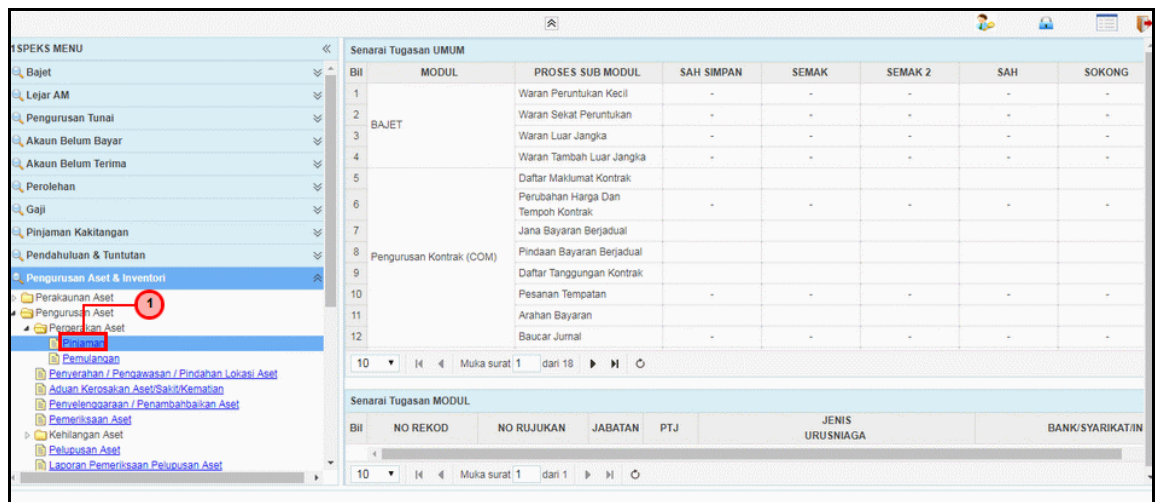 1SPEKS MENU
Bajet
Lejar AM
Pengurusan Tunai
Akaun Belum Bayar
Akaun Belum Terima
Perolehan
Gaji
Pinjaman Kakitangan
Pendahuluan & Tuntutan
Pengurusan Aset & Inventori
Perakaunan Aset
1
Pengurusan Aset
Pergerakan Aset
Pinjaman
Pemulangan
Penyerahan / Pengawasan / Pindahan Lokasi Aset
Aduan Kerosakan Aset/Sakit/Kematian
Penyelenggaraan / Penambahbaikan Aset
Pemeriksaan Aset
Kehilangan Aset
Pelupusan Aset
Laporan Pemeriksaan Pelupusan Aset
Senarai Tugasan UMUM
Bil MODUL PROSES SUB MODUL SAH SIMPAN SEMAK SEMAK 2 SAH SOKONG
1 Waran Peruntukan Kecil - - - - -
2 Waran Sekat Peruntukan - - - - -
BAJET
3 Waran Luar Jangka - - - - -
4 Waran Tambah Luar Jangka - - - - -
5 Daftar Maklumat Kontrak
6 Perubahan Harga Dan
Tempoh Kontrak - - - - -
7 Jana Bayaran Berjadual
8 Pengurusan Kontrak (COM) Pindaan Bayaran Berjadual
9 Daftar Tanggungan Kontrak
10 Pesanan Tempatan - - - - -
11 Arahan Bayaran
12 Baucar Jurnal - - - - -
10 Muka surat 1 dari 18
Senarai Tugasan MODUL
Bil NO REKOD NO RUJUKAN JABATAN PTJ JENIS
URUSNIAGA BANK/SYARIKAT/IN
10 Muka surat 1 dari 1